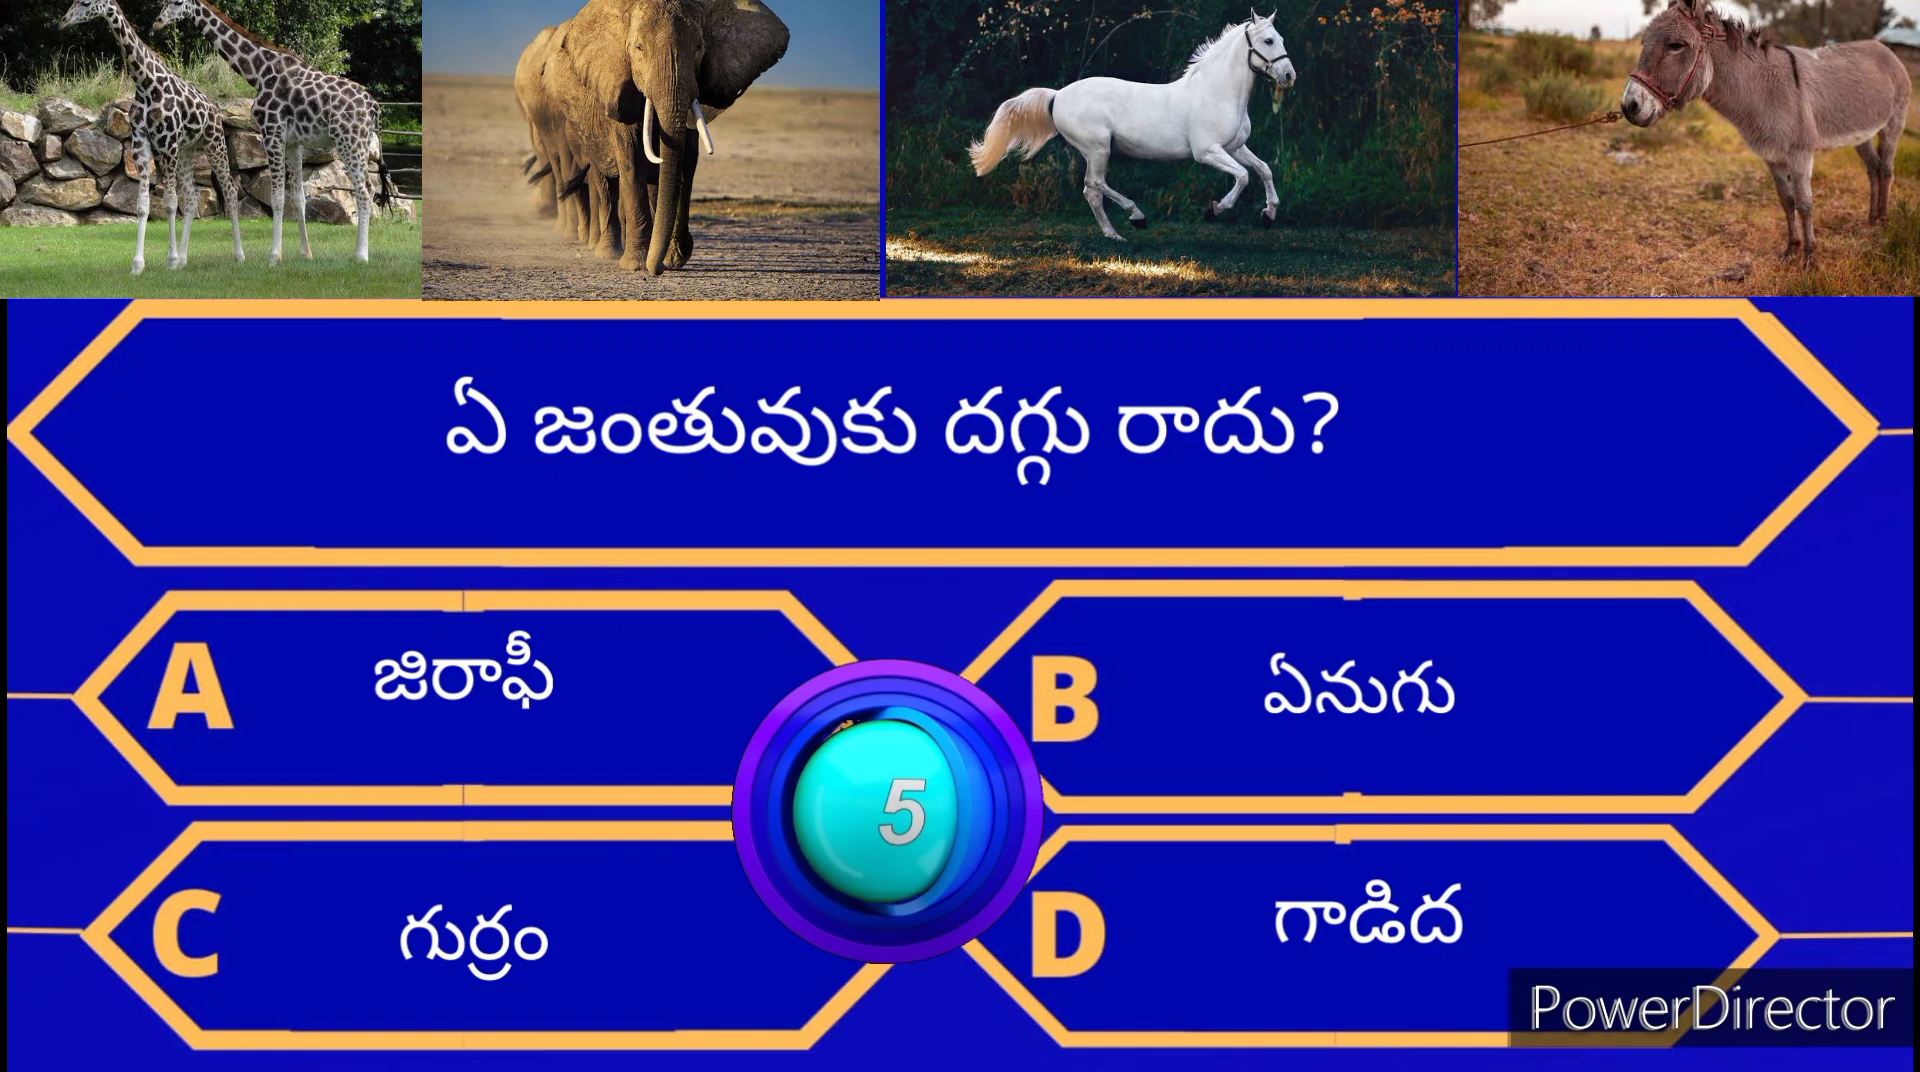 ఏ జంతువుకు దగ్గు రాదు?
A జిరాఫీ
B ఏనుగు
C గుర్రం
D గాడిద
5
PowerDirector